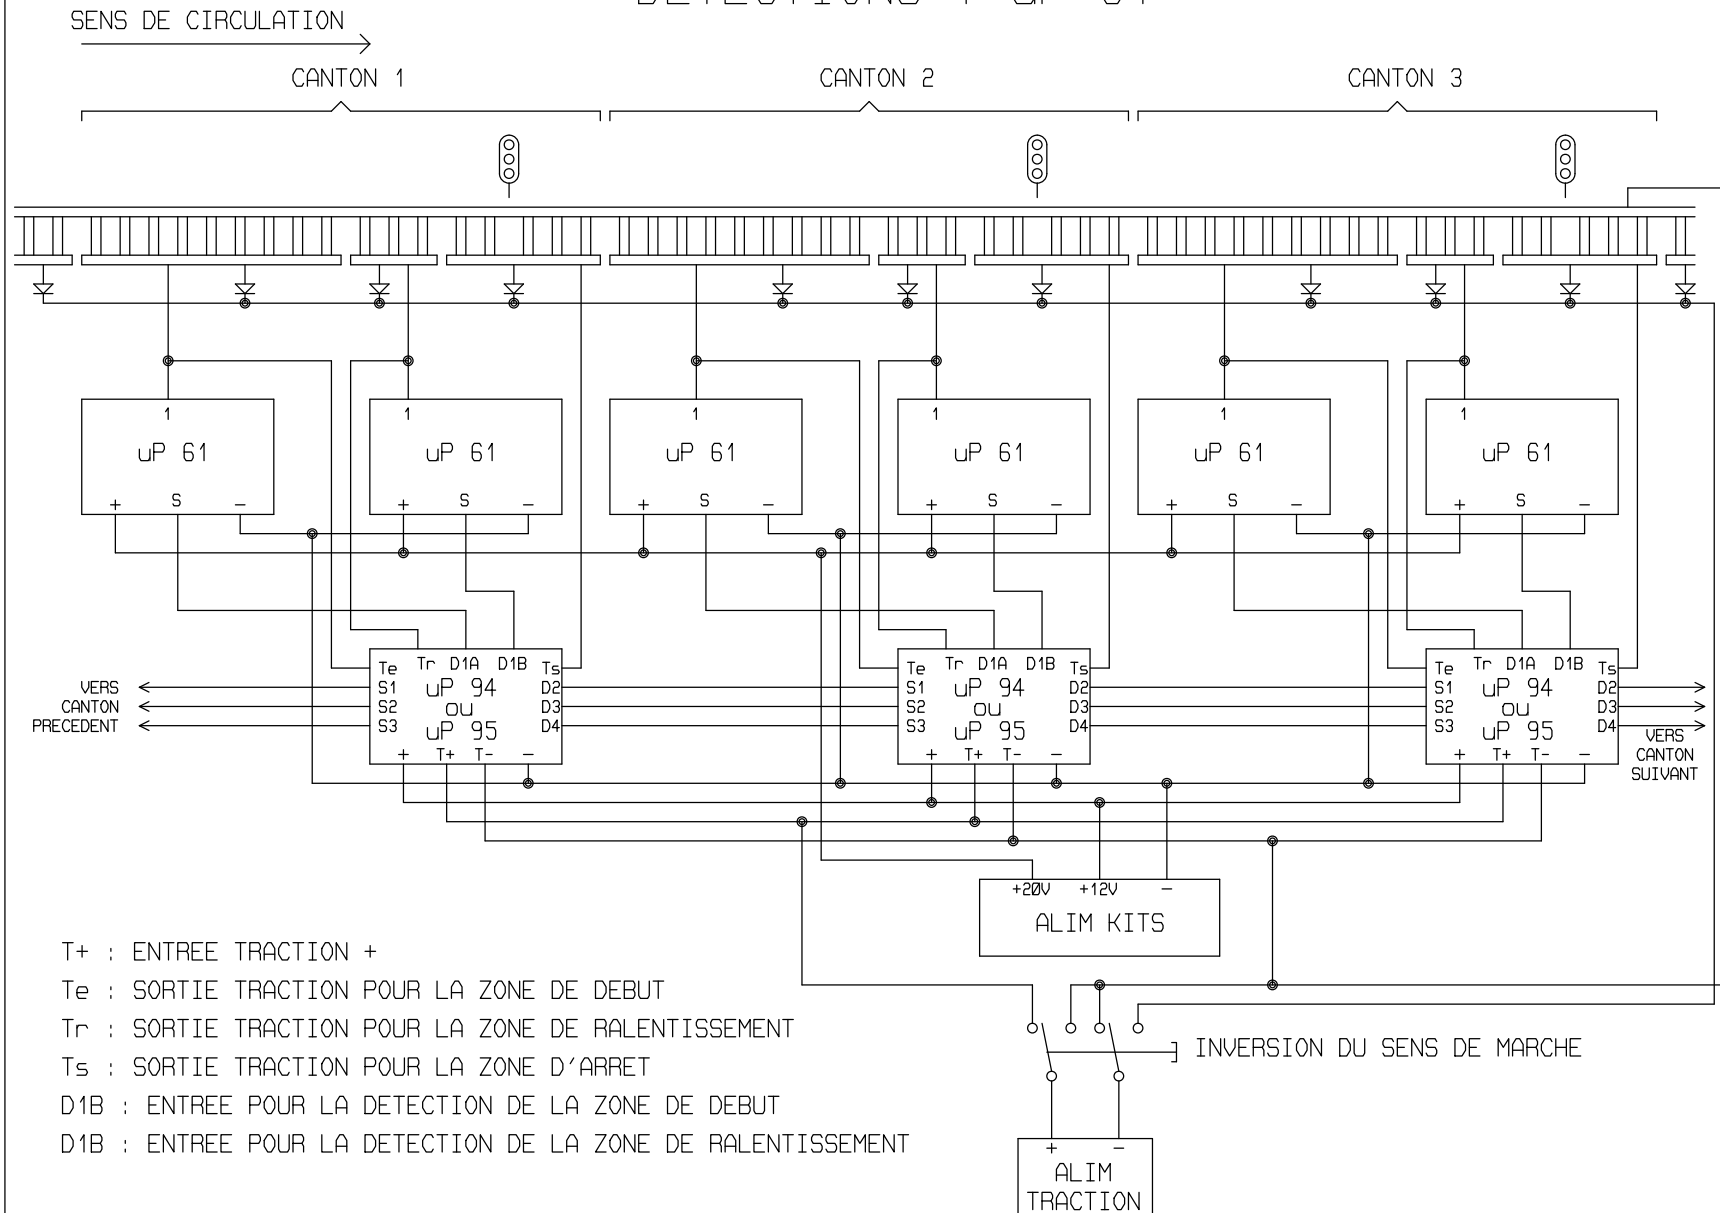 SENS DE CIRCULATION
CANTON 1 CANTON 2 CANTON 3
1 1 1 1 1 1
uP 61 uP 61 uP 61 uP 61 uP 61 uP 61
+ S - + S - + S - + S - + S - + S -
Te Tr D1A D1B Ts Te Tr D1A D1B Ts Te Tr D1A D1B Ts
VERS S1 uP 94 D2 S1 uP 94 D2 S1 uP 94 D2
CANTON S2 ou D3 S2 ou D3 S2 ou D3
PRECEDENT S3 uP 95 D4 S3 uP 95 D4 S3 uP 95 D4
+ T+ T- - + T+ T- - + T+ T- -
VERS
CANTON
SUIVANT
+20V +12V -
ALIM KITS
T+ : ENTREE TRACTION +
Te : SORTIE TRACTION POUR LA ZONE DE DEBUT
Tr : SORTIE TRACTION POUR LA ZONE DE RALENTISSEMENT
Ts : SORTIE TRACTION POUR LA ZONE D'ARRET
D1B : ENTREE POUR LA DETECTION DE LA ZONE DE DEBUT
D1B : ENTREE POUR LA DETECTION DE LA ZONE DE RALENTISSEMENT
INVERSION DU SENS DE MARCHE
+ -
ALIM
TRACTION